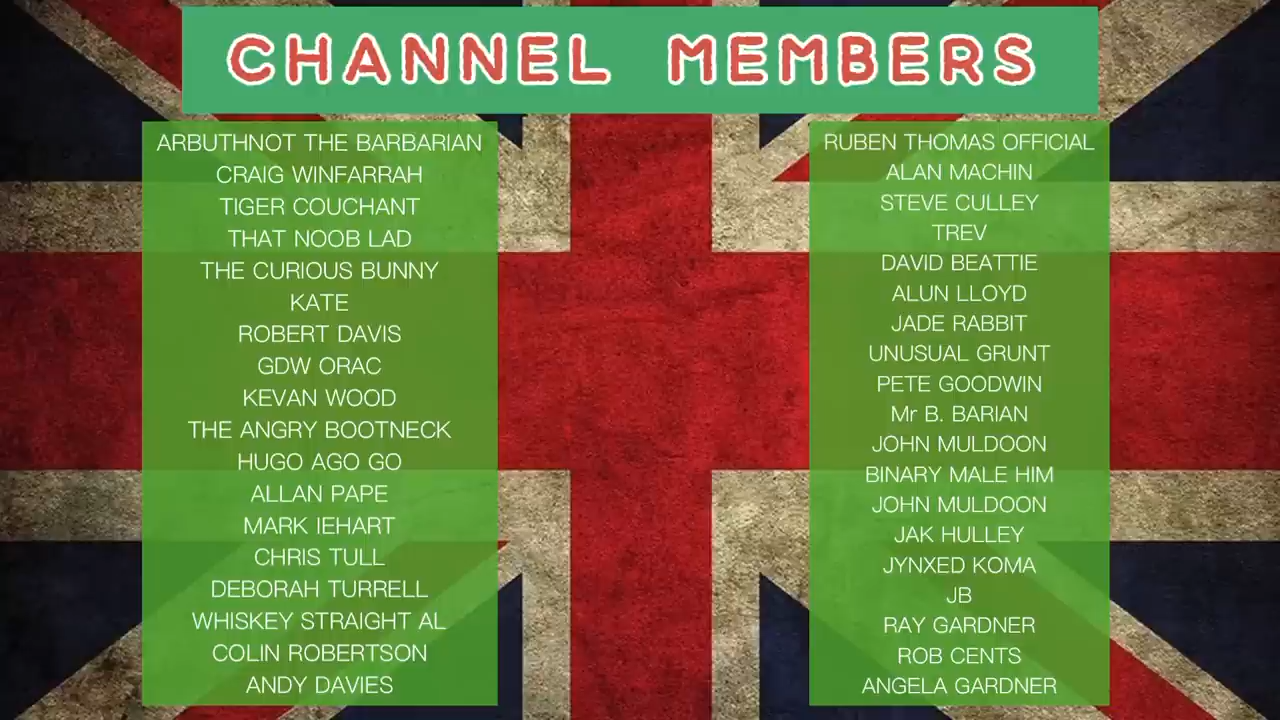 CHANNEL MEMBERS
ARBUTHNOT THE BARBARIAN
CRAIG WINFARRAH
TIGER COUCHANT
THAT NOOB LAD
THE CURIOUS BUNNY
KATE
ROBERT DAVIS
GDW ORAC
KEVAN WOOD
THE ANGRY BOOTNECK
HUGO AGO GO
ALLAN PAPE
MARK IEHART
CHRIS TULL
DEBORAH TURRELL
WHISKEY STRAIGHT AL
COLIN ROBERTSON
ANDY DAVIES
RUBEN THOMAS OFFICIAL
ALAN MACHIN
STEVE CULLEY
TREV
DAVID BEATTIE
ALUN LLOYD
JADE RABBIT
UNUSUAL GRUNT
PETE GOODWIN
Mr B. BARIAN
JOHN MULDOON
BINARY MALE HIM
JOHN MULDOON
JAK HULLEY
JYNXED KOMA
JB
RAY GARDNER
ROB CENTS
ANGELA GARDNER